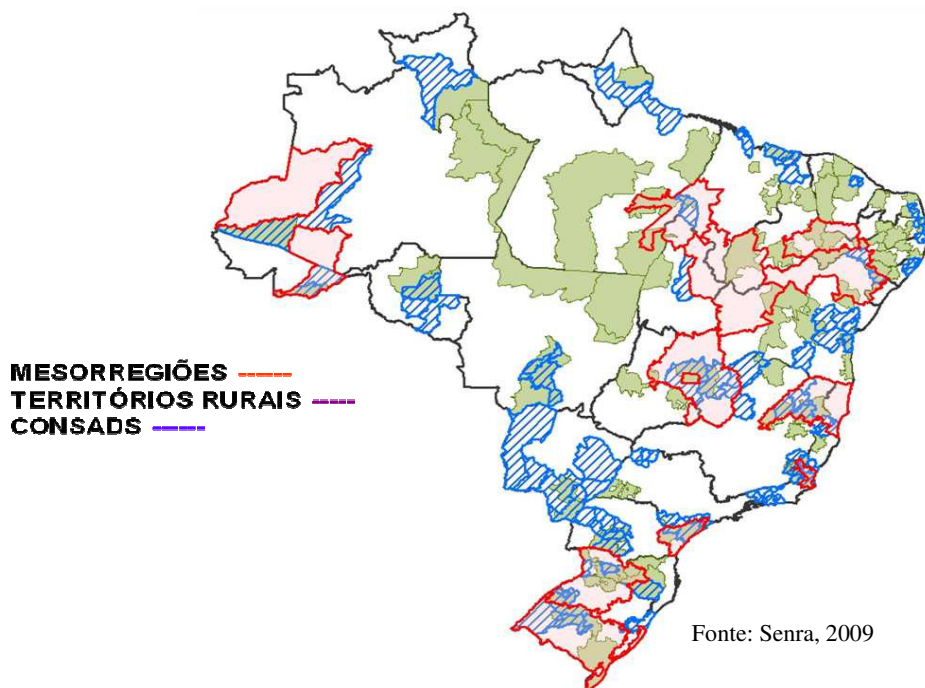 MESORREGIÕES ------
TERRITÓRIOS RURAIS -----
CONSADS ------
Fonte: Senra, 2009